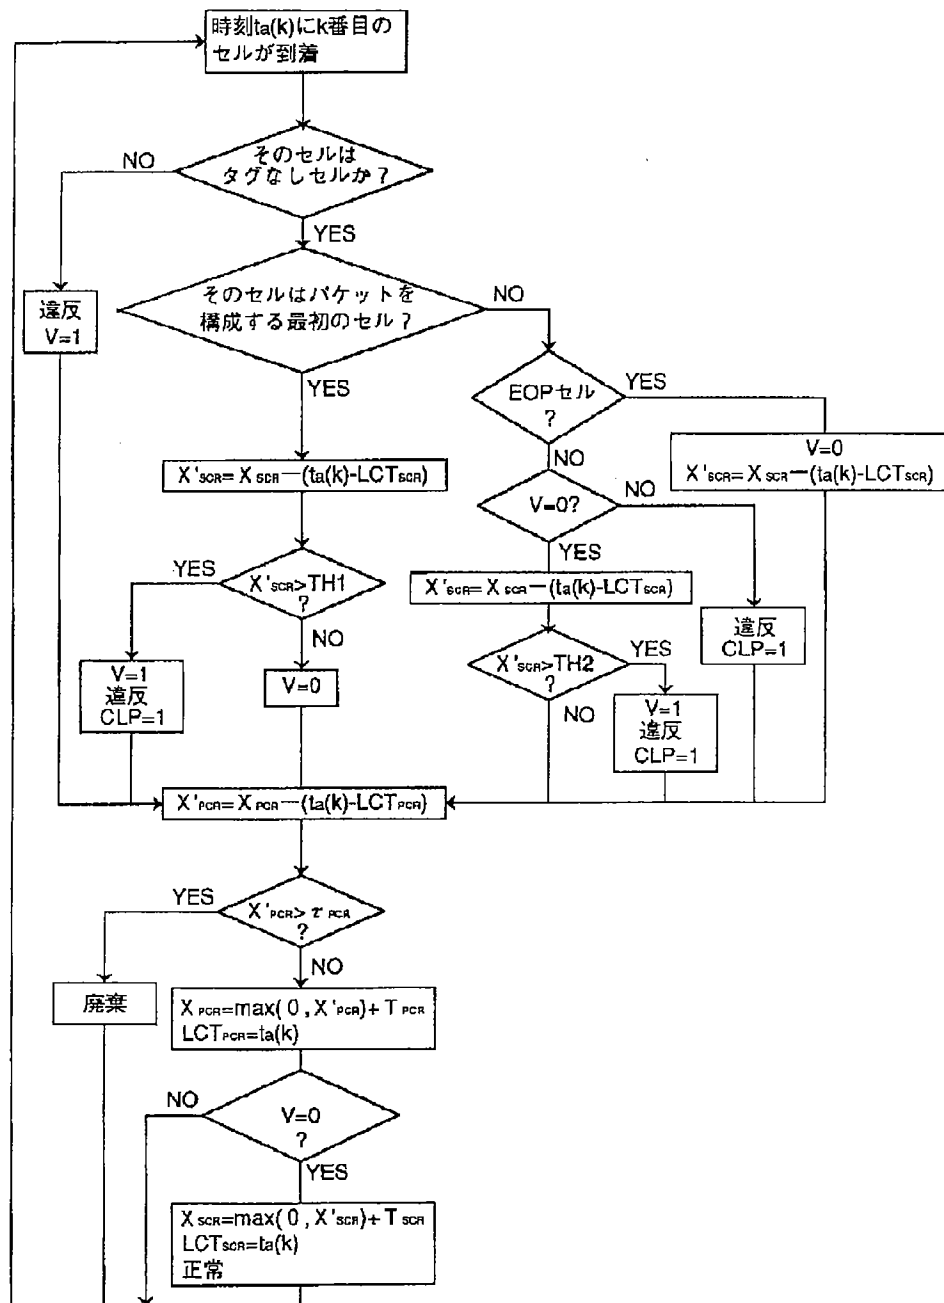 時刻ta(k)にk番目の
セルが到着
そのセルは
タグなしセルか?
NO
YES
違反
V=1
そのセルはパケットを
構成する最初のセル?
NO
YES
EOPセル
?
YES
NO
V=0
X'SCR=XSCR—(ta(k)-LCTSCR)
X'SCR=XSCR—(ta(k)-LCTSCR)
V=0?
NO
YES
X'SCR=XSCR—(ta(k)-LCTSCR)
X'SCR>TH1
?
YES
NO
違反
CLP=1
X'SCR>TH2
?
YES
NO
V=1
違反
CLP=1
V=0
V=1
違反
CLP=1
X'PCR=XPCR—(ta(k)-LCTPCR)
X'PCR>τPCR
?
YES
NO
廃棄
XPCR=max(0,X'PCR)+TPCR
LCTPCR=ta(k)
V=0
?
NO
YES
XSCR=max(0,X'SCR)+TSCR
LCTSCR=ta(k)
正常